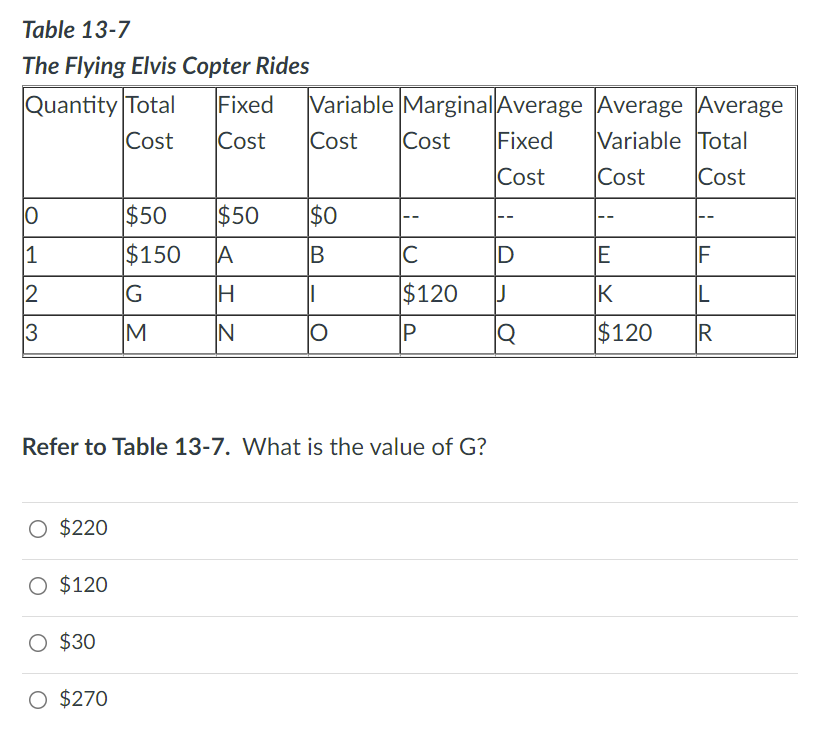 Table 13-7
The Flying Elvis Copter Rides
Quantity Total Cost Fixed Cost Variable Cost Marginal Cost Average Fixed Cost Average Variable Cost Average Total Cost
0 $50 $50 $0 -- -- -- --
1 $150 A B C D E F
2 G H I $120 J K L
3 M N O P Q $120 R
Refer to Table 13-7. What is the value of G?
$220
$120
$30
$270